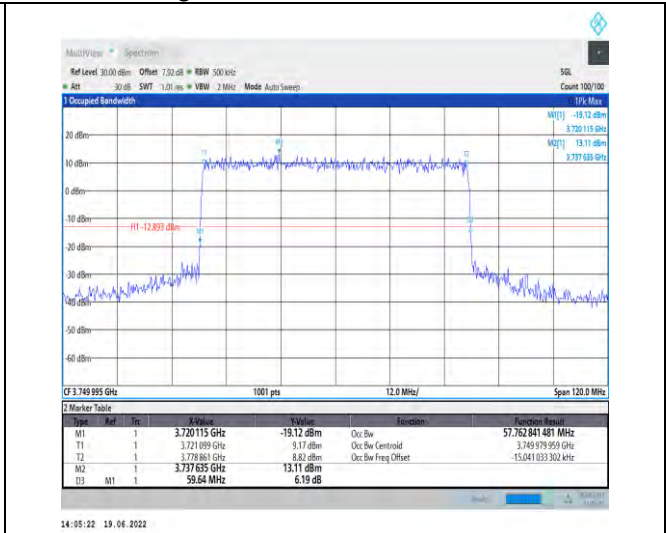 MultiView Spectrum
Ref Level 30.00 dBm Offset 7.92 dB RBW 500 kHz SGL
Att 30 dB SWT 1.01 ms VBW 2 MHz Mode Auto Sweep Count 100/100
1 Occupied Bandwidth 1Pk Max
M1[1] -19.12 dBm
3.720 115 GHz
20 dBm
M2[1] 13.11 dBm
3.737 635 GHz
T1 M2 T2
10 dBm
0 dBm
-10 dBm
H1 -12.893 dBm
M1
-20 dBm
-30 dBm
-40 dBm
-50 dBm
-60 dBm
CF 3.749 995 GHz 1001 pts 12.0 MHz/ Span 120.0 MHz
2 Marker Table
Type Ref Trc X-Value Y-Value Function Function Result
M1 1 3.720 115 GHz -19.12 dBm Occ Bw 57.762 841 481 MHz
T1 1 3.721 099 GHz 9.17 dBm Occ Bw Centroid 3.749 979 959 GHz
T2 1 3.778 861 GHz 8.82 dBm Occ Bw Freq Offset -15.041 033 302 kHz
M2 1 3.737 635 GHz 13.11 dBm
D3 M1 1 59.64 MHz 6.19 dB
14:05:22 19.06.2022